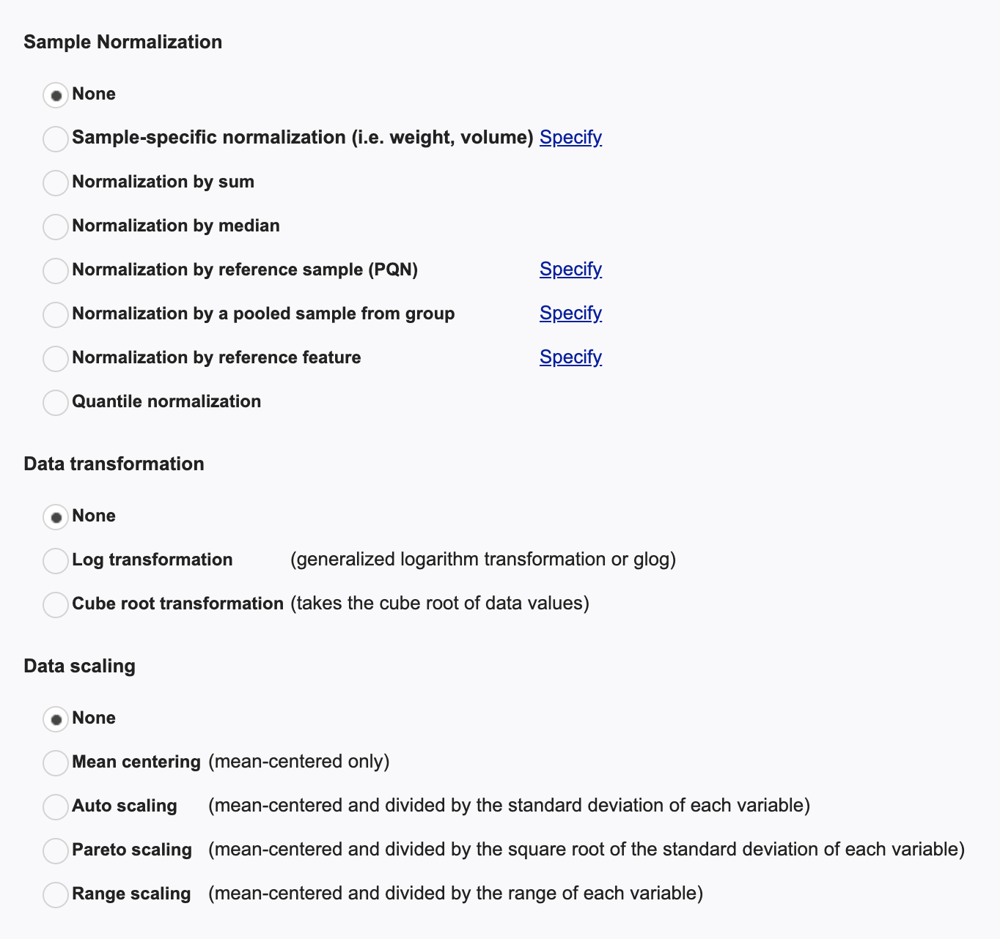 Sample Normalization
None
Sample-specific normalization (i.e. weight, volume) Specify
Normalization by sum
Normalization by median
Normalization by reference sample (PQN) Specify
Normalization by a pooled sample from group Specify
Normalization by reference feature Specify
Quantile normalization
Data transformation
None
Log transformation (generalized logarithm transformation or glog)
Cube root transformation (takes the cube root of data values)
Data scaling
None
Mean centering (mean-centered only)
Auto scaling (mean-centered and divided by the standard deviation of each variable)
Pareto scaling (mean-centered and divided by the square root of the standard deviation of each variable)
Range scaling (mean-centered and divided by the range of each variable)